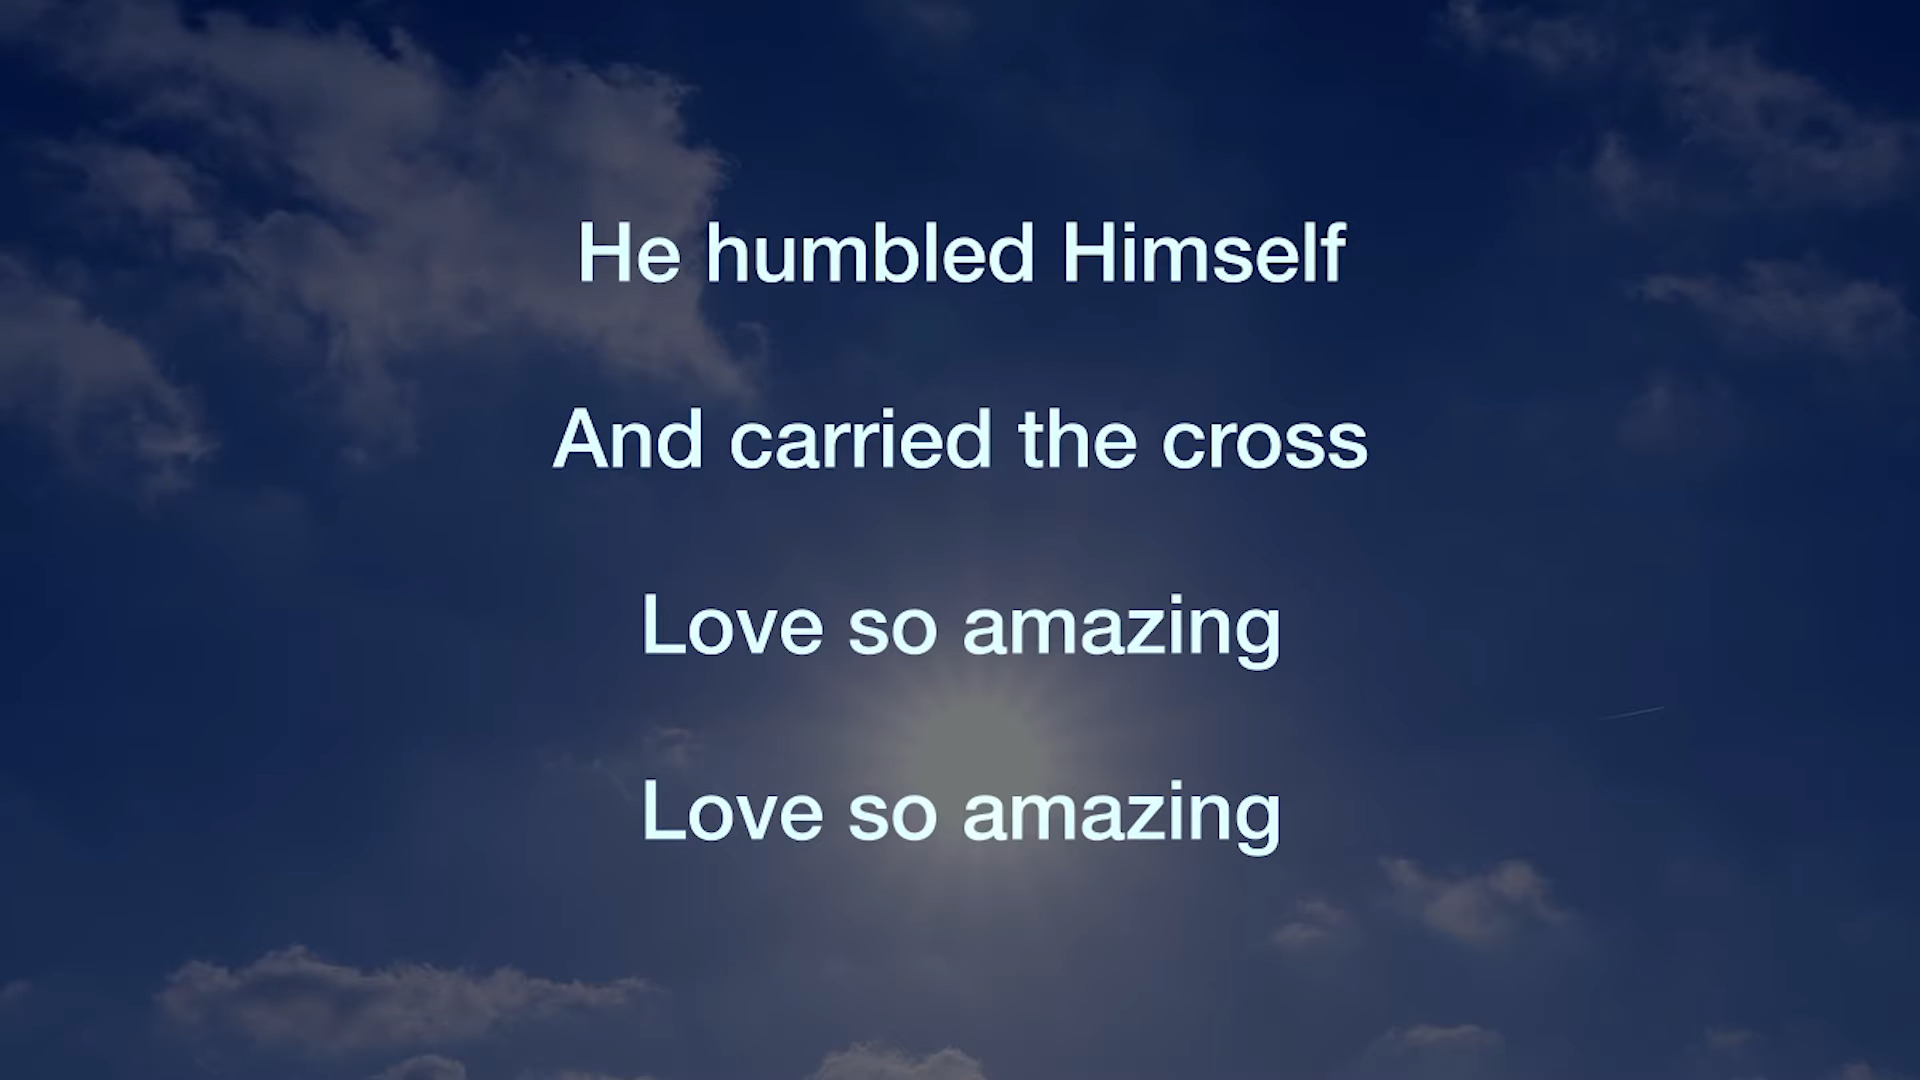 He humbled Himself
And carried the cross
Love so amazing
Love so amazing